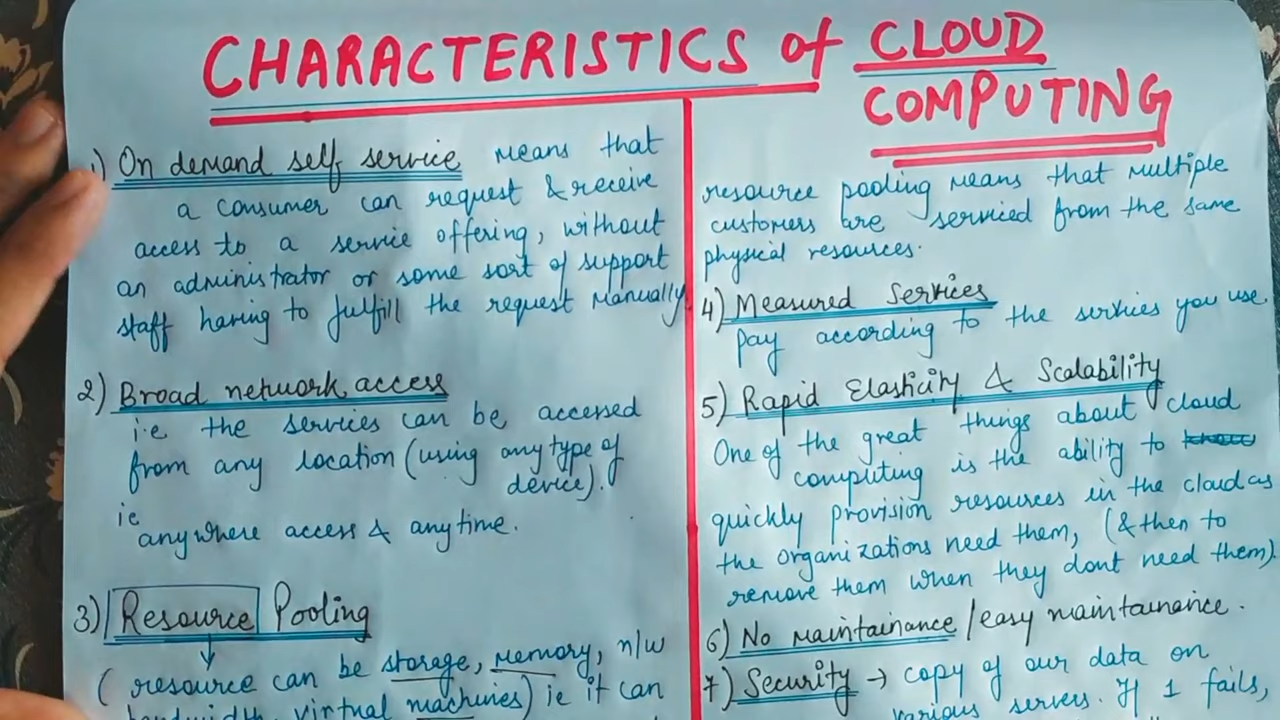 CHARACTERISTICS of CLOUD
COMPUTING
1) On demand self service means that
a consumer can request & receive
access to a service offering, without
an administrator or some sort of support
staff having to fulfill the request manually.
2) Broad network access
i.e the services can be accessed
from any location (using any type of
device).
ie
anywhere access & anytime.
3) Resource Pooling
( resource can be storage, memory, n/w
bandwidth, virtual machines) ie it can
resource pooling means that multiple
customers are serviced from the same
physical resources.
4) Measured Services
pay according to the services you use
5) Rapid Elasticity & Scalability
One of the great things about cloud
computing is the ability to
quickly provision resources in the cloud as
the organizations need them, (& then to
remove them when they dont need them).
6) No Maintainance / easy maintainance.
7) Security → copy of our data on
various servers. If 1 fails,